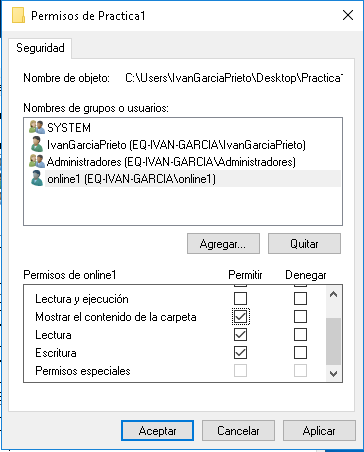 Permisos de Practica1
Seguridad
Nombre de objeto: C:\Users\IvanGarciaPrieto\Desktop\Practica1
Nombres de grupos o usuarios:
SYSTEM
IvanGarciaPrieto (EQ-IVAN-GARCIA\IvanGarciaPrieto)
Administradores (EQ-IVAN-GARCIA\Administradores)
online1 (EQ-IVAN-GARCIA\online1)
Agregar... Quitar
Permisos de online1 Permitir Denegar
Lectura y ejecución
Mostrar el contenido de la carpeta
Lectura
Escritura
Permisos especiales
Aceptar Cancelar Aplicar